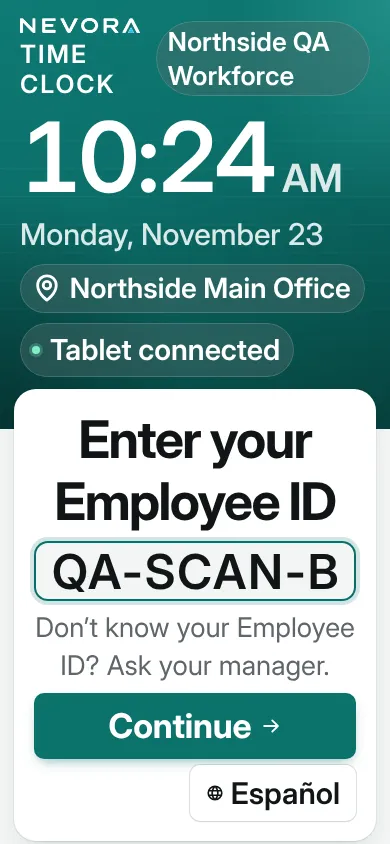 NEVORA
TIME
CLOCK
Northside QA
Workforce
10:24 AM
Monday, November 23
Northside Main Office
Tablet connected
Enter your
Employee ID
QA-SCAN-B
Don’t know your Employee
ID? Ask your manager.
Continue →
Español